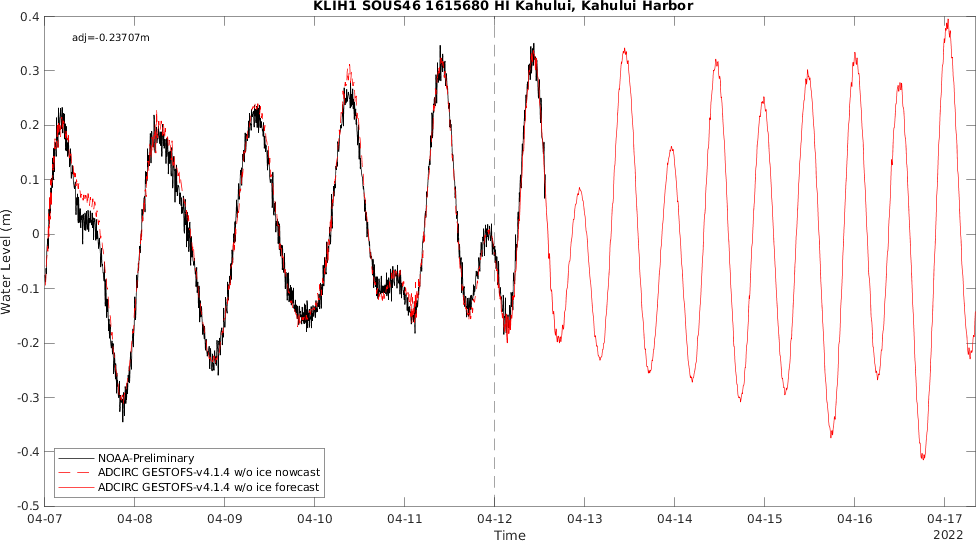 KLIH1 SOUS46 1615680 HI Kahului, Kahului Harbor
adj=-0.23707m
0.4
0.3
0.2
0.1
0
-0.1
-0.2
-0.3
-0.4
-0.5
Water Level (m)
NOAA-Preliminary
ADCIRC GESTOFS-v4.1.4 w/o ice nowcast
ADCIRC GESTOFS-v4.1.4 w/o ice forecast
04-07 04-08 04-09 04-10 04-11 04-12 04-13 04-14 04-15 04-16 04-17
Time
2022